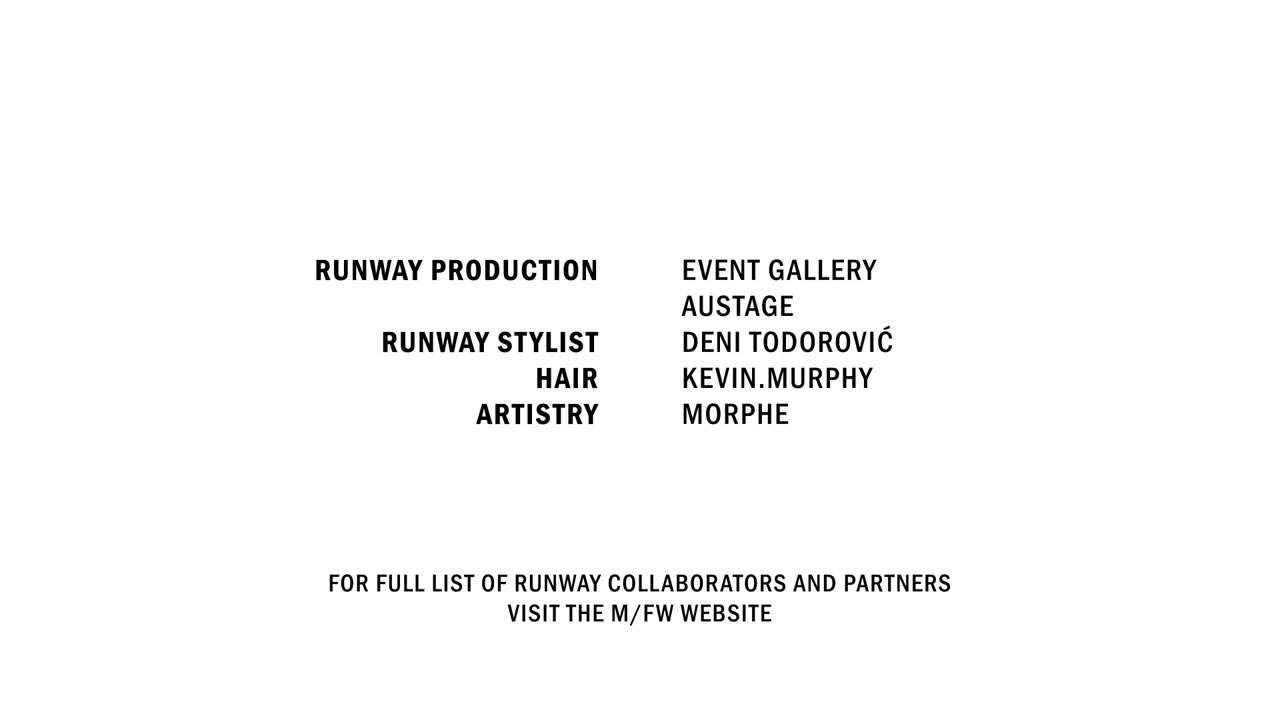 RUNWAY PRODUCTION EVENT GALLERY
AUSTAGE
RUNWAY STYLIST DENI TODOROVIĆ
HAIR KEVIN.MURPHY
ARTISTRY MORPHE
FOR FULL LIST OF RUNWAY COLLABORATORS AND PARTNERS
VISIT THE M/FW WEBSITE